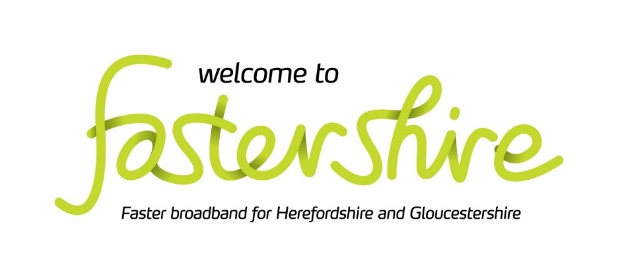 welcome to
fastershire
Faster broadband for Herefordshire and Gloucestershire